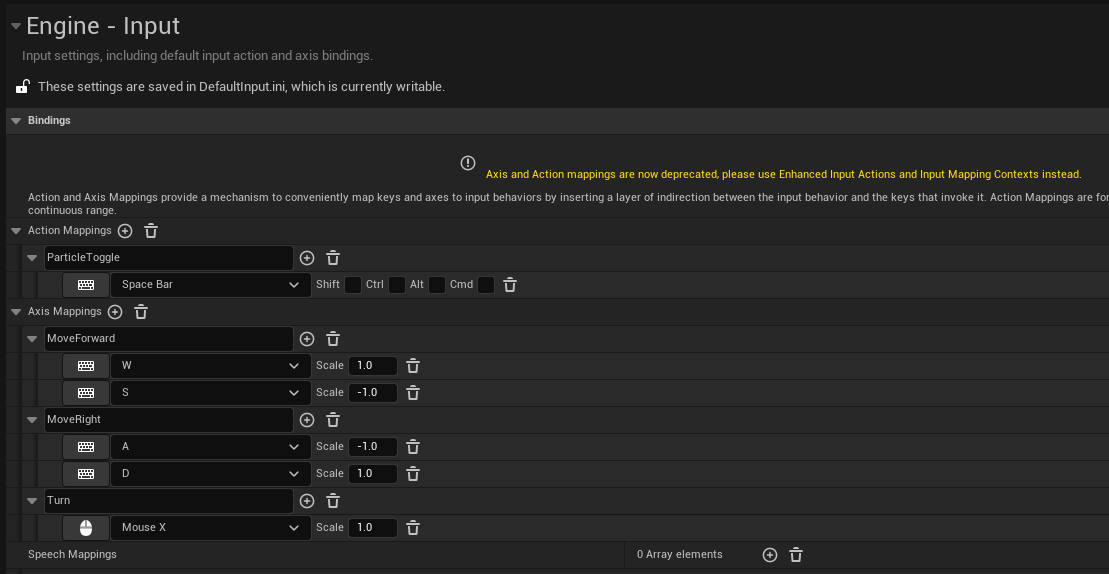 Engine - Input
Input settings, including default input action and axis bindings.
These settings are saved in DefaultInput.ini, which is currently writable.
Bindings
Axis and Action mappings are now deprecated, please use Enhanced Input Actions and Input Mapping Contexts instead.
Action and Axis Mappings provide a mechanism to conveniently map keys and axes to input behaviors by inserting a layer of indirection between the input behavior and the keys that invoke it. Action Mappings are for
continuous range.
Action Mappings
ParticleToggle
Space Bar Shift Ctrl Alt Cmd
Axis Mappings
MoveForward
W Scale 1.0
S Scale -1.0
MoveRight
A Scale -1.0
D Scale 1.0
Turn
Mouse X Scale 1.0
Speech Mappings 0 Array elements